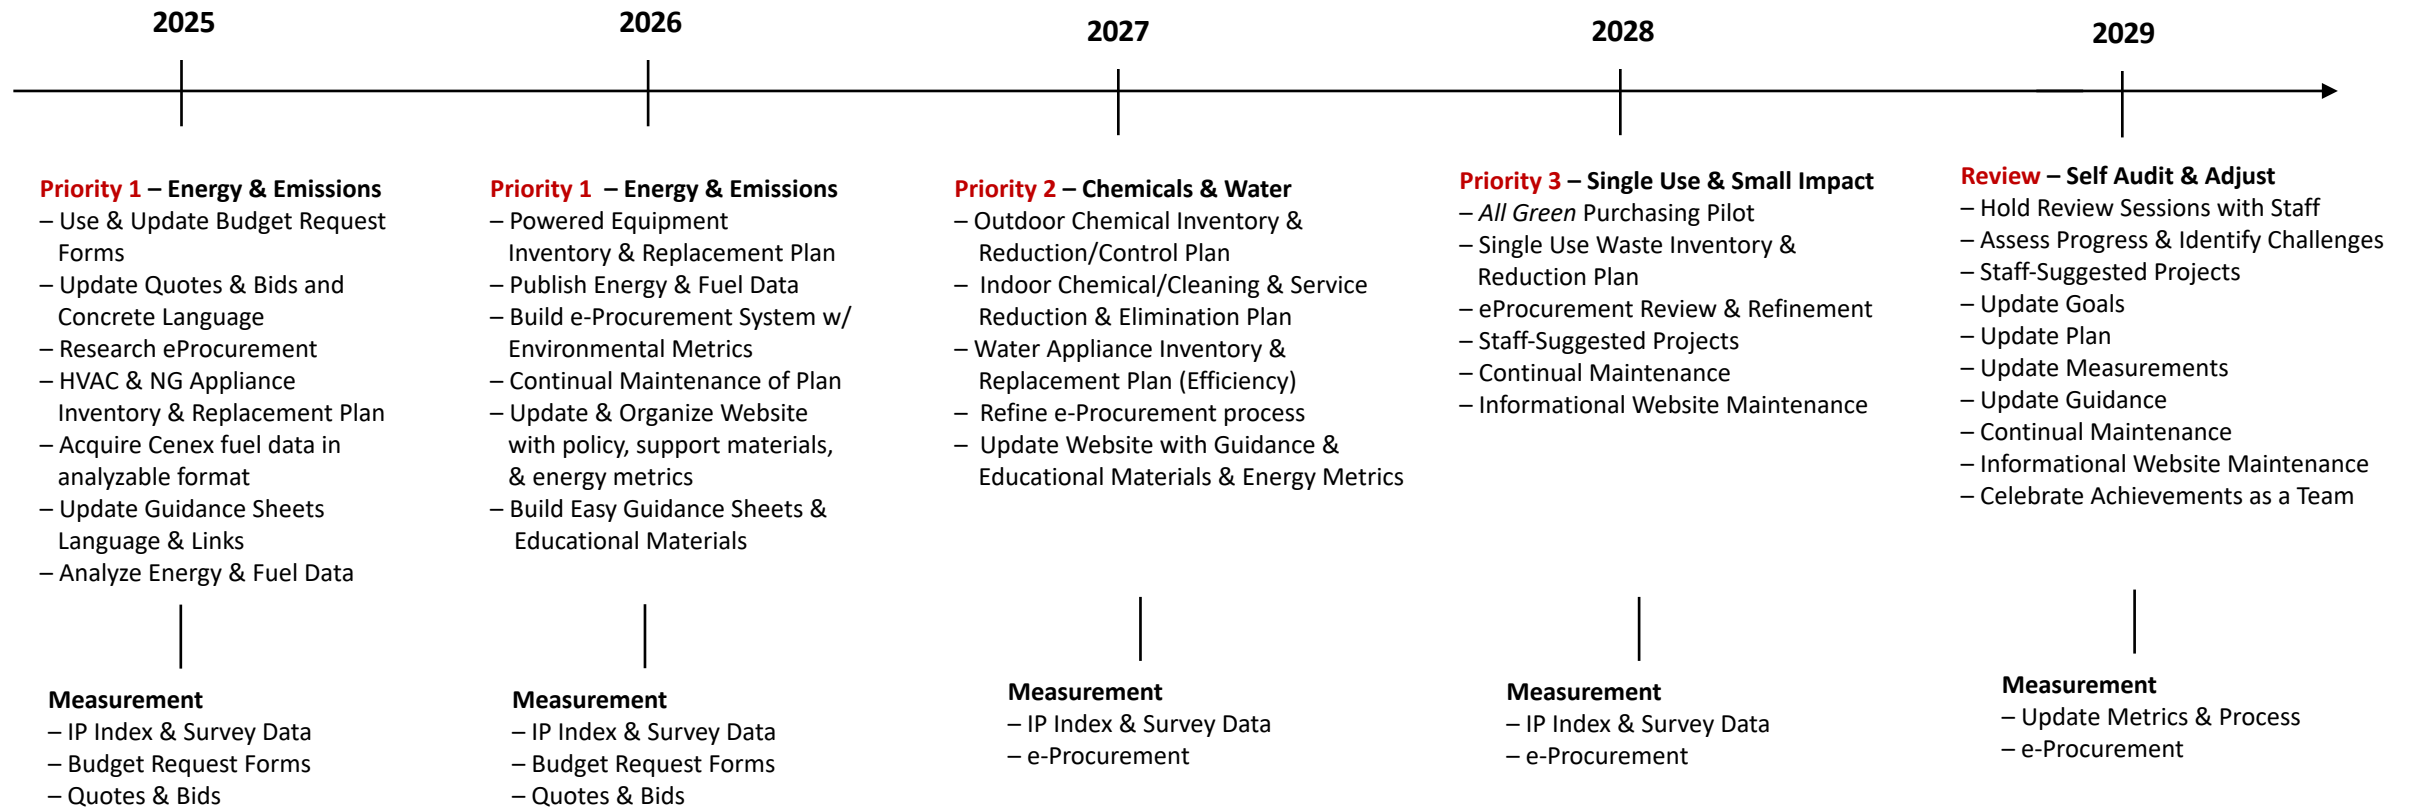 2025
2026
2027
2028
2029
Priority 1 – Energy & Emissions
– Use & Update Budget Request
Forms
– Update Quotes & Bids and
Concrete Language
– Research eProcurement
– HVAC & NG Appliance
Inventory & Replacement Plan
– Acquire Cenex fuel data in
analyzable format
– Update Guidance Sheets
Language & Links
– Analyze Energy & Fuel Data
Measurement
– IP Index & Survey Data
– Budget Request Forms
– Quotes & Bids
Priority 1 – Energy & Emissions
– Powered Equipment
Inventory & Replacement Plan
– Publish Energy & Fuel Data
– Build e-Procurement System w/
Environmental Metrics
– Continual Maintenance of Plan
– Update & Organize Website
with policy, support materials,
& energy metrics
– Build Easy Guidance Sheets &
Educational Materials
Measurement
– IP Index & Survey Data
– Budget Request Forms
– Quotes & Bids
Priority 2 – Chemicals & Water
– Outdoor Chemical Inventory &
Reduction/Control Plan
– Indoor Chemical/Cleaning & Service
Reduction & Elimination Plan
– Water Appliance Inventory &
Replacement Plan (Efficiency)
– Refine e-Procurement process
– Update Website with Guidance &
Educational Materials & Energy Metrics
Measurement
– IP Index & Survey Data
– e-Procurement
Priority 3 – Single Use & Small Impact
– All Green Purchasing Pilot
– Single Use Waste Inventory &
Reduction Plan
– eProcurement Review & Refinement
– Staff-Suggested Projects
– Continual Maintenance
– Informational Website Maintenance
Measurement
– IP Index & Survey Data
– e-Procurement
Review – Self Audit & Adjust
– Hold Review Sessions with Staff
– Assess Progress & Identify Challenges
– Staff-Suggested Projects
– Update Goals
– Update Plan
– Update Measurements
– Update Guidance
– Continual Maintenance
– Informational Website Maintenance
– Celebrate Achievements as a Team
Measurement
– Update Metrics & Process
– e-Procurement